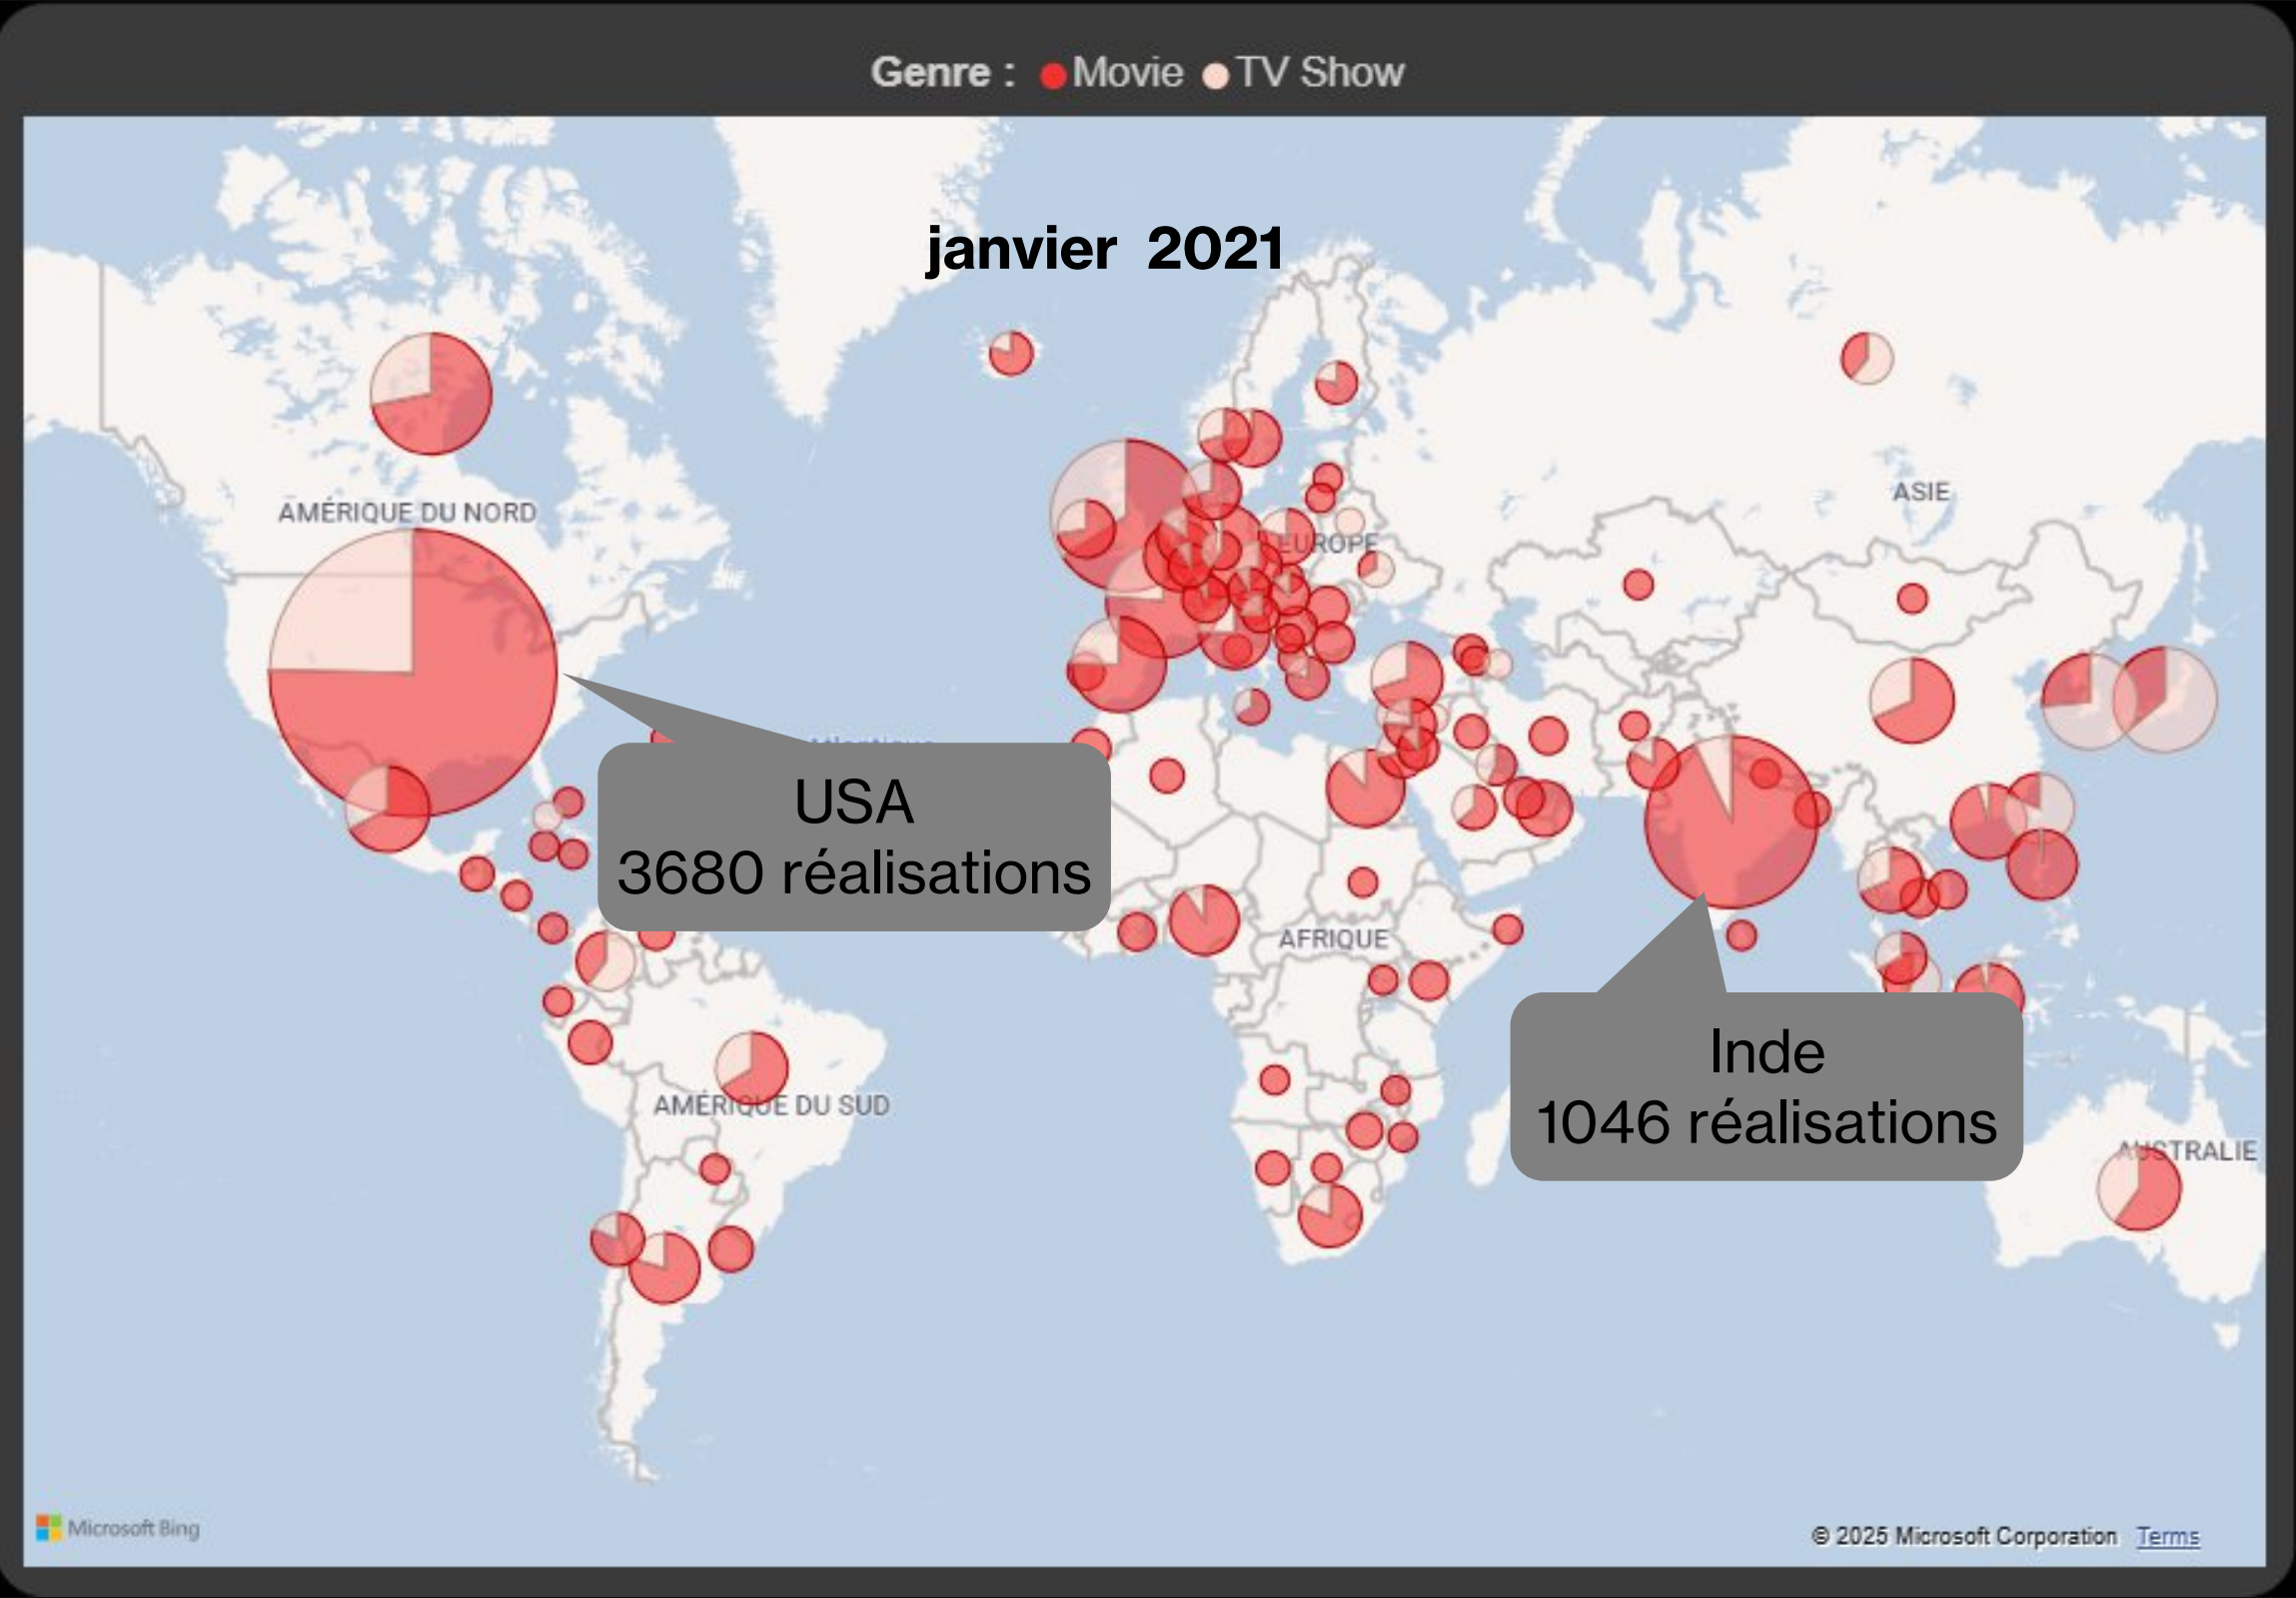 Genre : Movie TV Show
janvier 2021
AMÉRIQUE DU NORD
ASIE
EUROPE
USA
3680 réalisations
AFRIQUE
Inde
1046 réalisations
AMÉRIQUE DU SUD
AUSTRALIE
Microsoft Bing
© 2025 Microsoft Corporation Terms